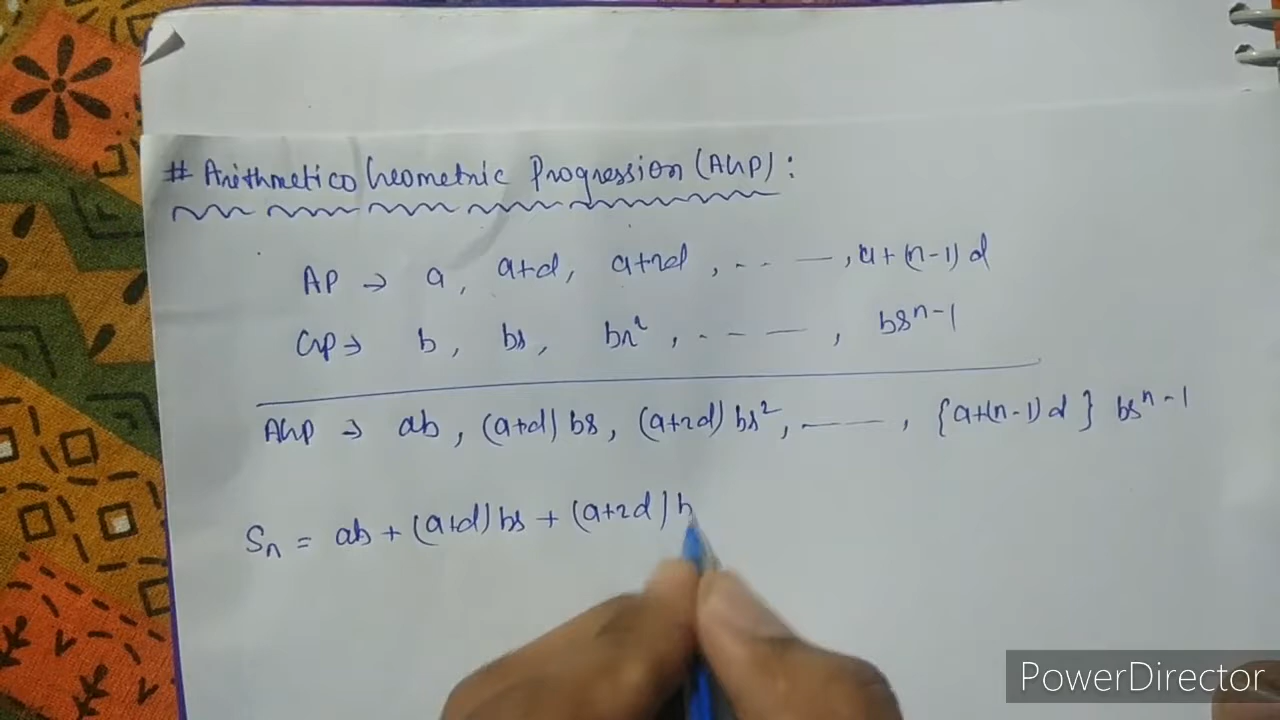 # Arithmetico Geometric Progression (AGP) :
AP → a, a+d, a+2d, ---, a+(n-1)d
GP → b, br, br², ---, brⁿ⁻¹
AGP → ab, (a+d) br, (a+2d) br², ——, {a+(n-1)d} brⁿ⁻¹
Sₙ = ab + (a+d) br + (a+2d) b
PowerDirector